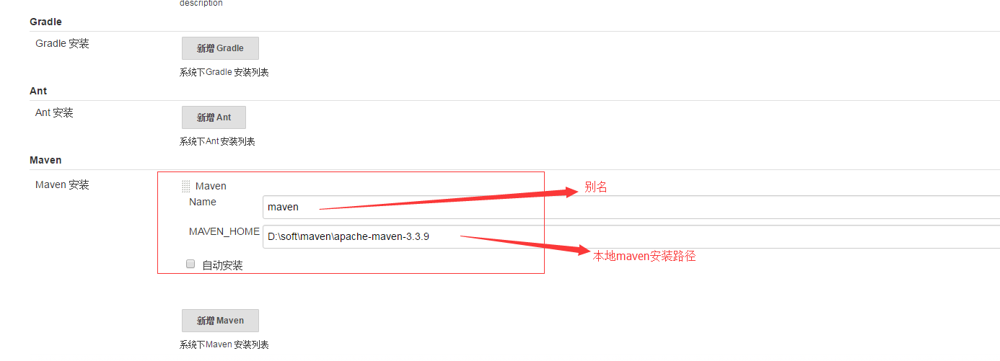 description
Gradle
Gradle 安装
新增 Gradle
系统下Gradle 安装列表
Ant
Ant 安装
新增 Ant
系统下Ant 安装列表
Maven
Maven 安装
Maven
别名
Name
maven
MAVEN_HOME
D:\soft\maven\apache-maven-3.3.9
本地maven安装路径
自动安装
新增 Maven
系统下Maven 安装列表